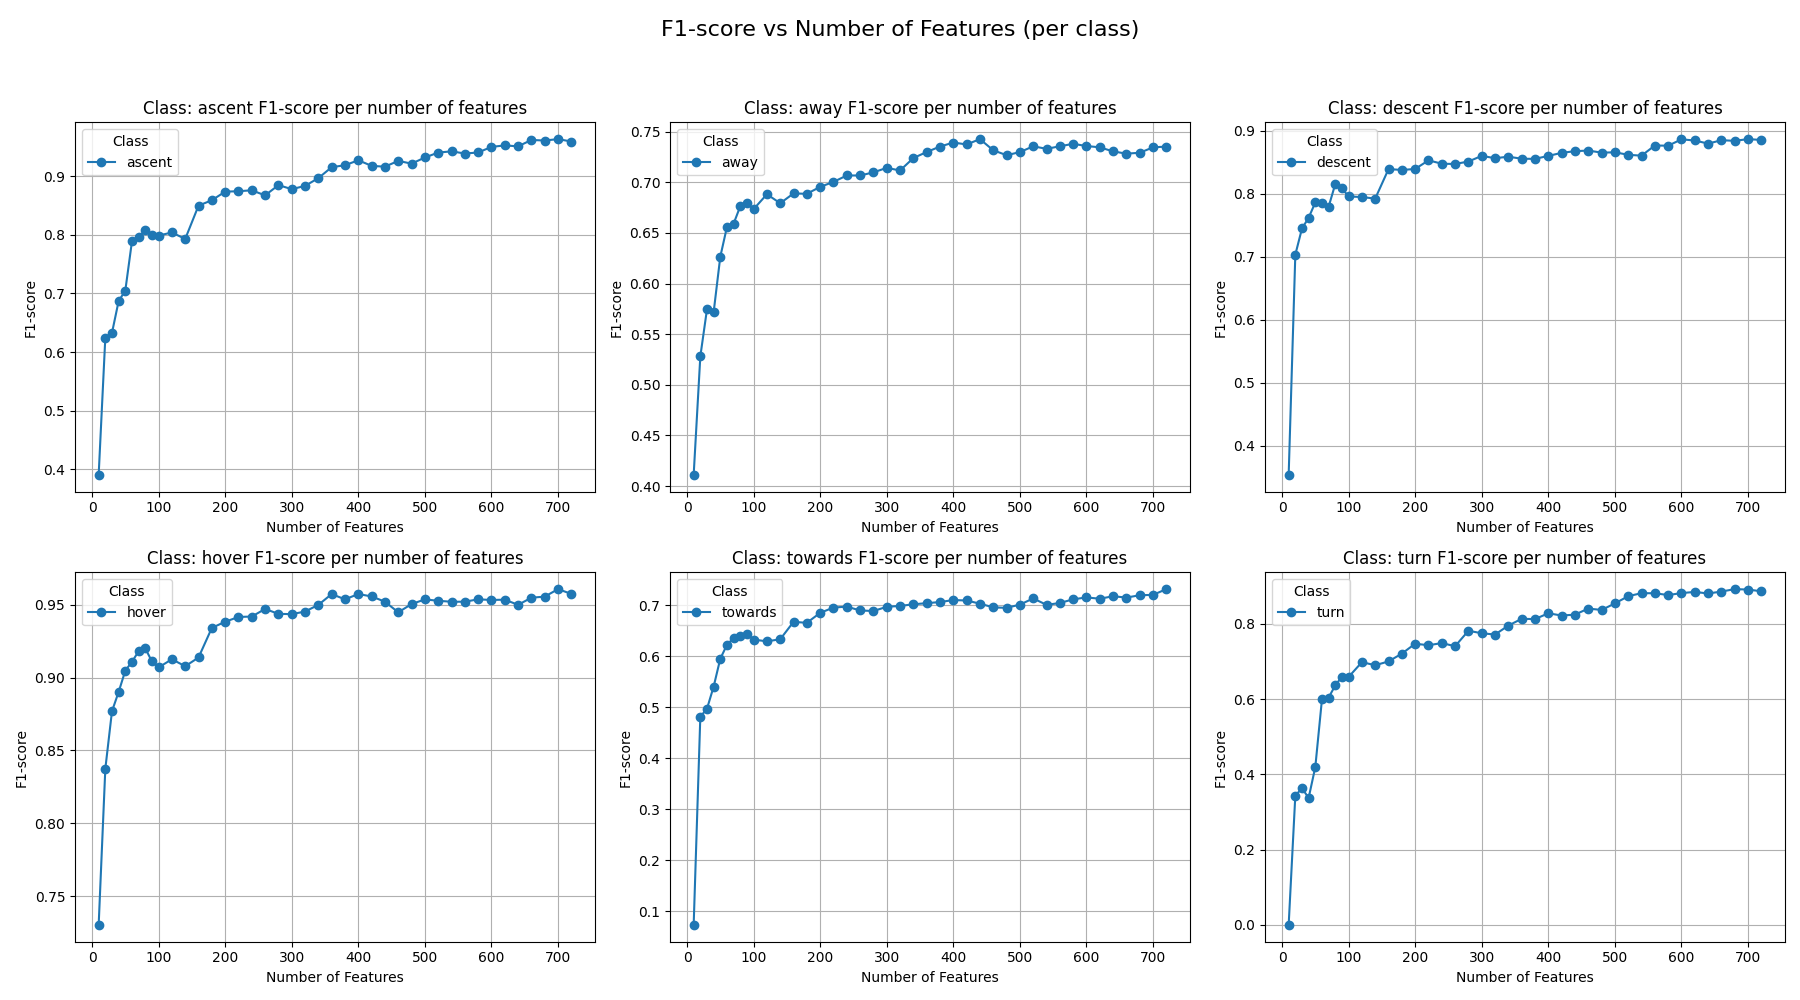 F1-score vs Number of Features (per class)
Class: ascent F1-score per number of features
Class
ascent
F1-score
0.9
0.8
0.7
0.6
0.5
0.4
0 100 200 300 400 500 600 700
Number of Features
Class: away F1-score per number of features
Class
away
F1-score
0.75
0.70
0.65
0.60
0.55
0.50
0.45
0.40
0 100 200 300 400 500 600 700
Number of Features
Class: descent F1-score per number of features
Class
descent
F1-score
0.9
0.8
0.7
0.6
0.5
0.4
0 100 200 300 400 500 600 700
Number of Features
Class: hover F1-score per number of features
Class
hover
F1-score
0.95
0.90
0.85
0.80
0.75
0 100 200 300 400 500 600 700
Number of Features
Class: towards F1-score per number of features
Class
towards
F1-score
0.7
0.6
0.5
0.4
0.3
0.2
0.1
0 100 200 300 400 500 600 700
Number of Features
Class: turn F1-score per number of features
Class
turn
F1-score
0.8
0.6
0.4
0.2
0.0
0 100 200 300 400 500 600 700
Number of Features